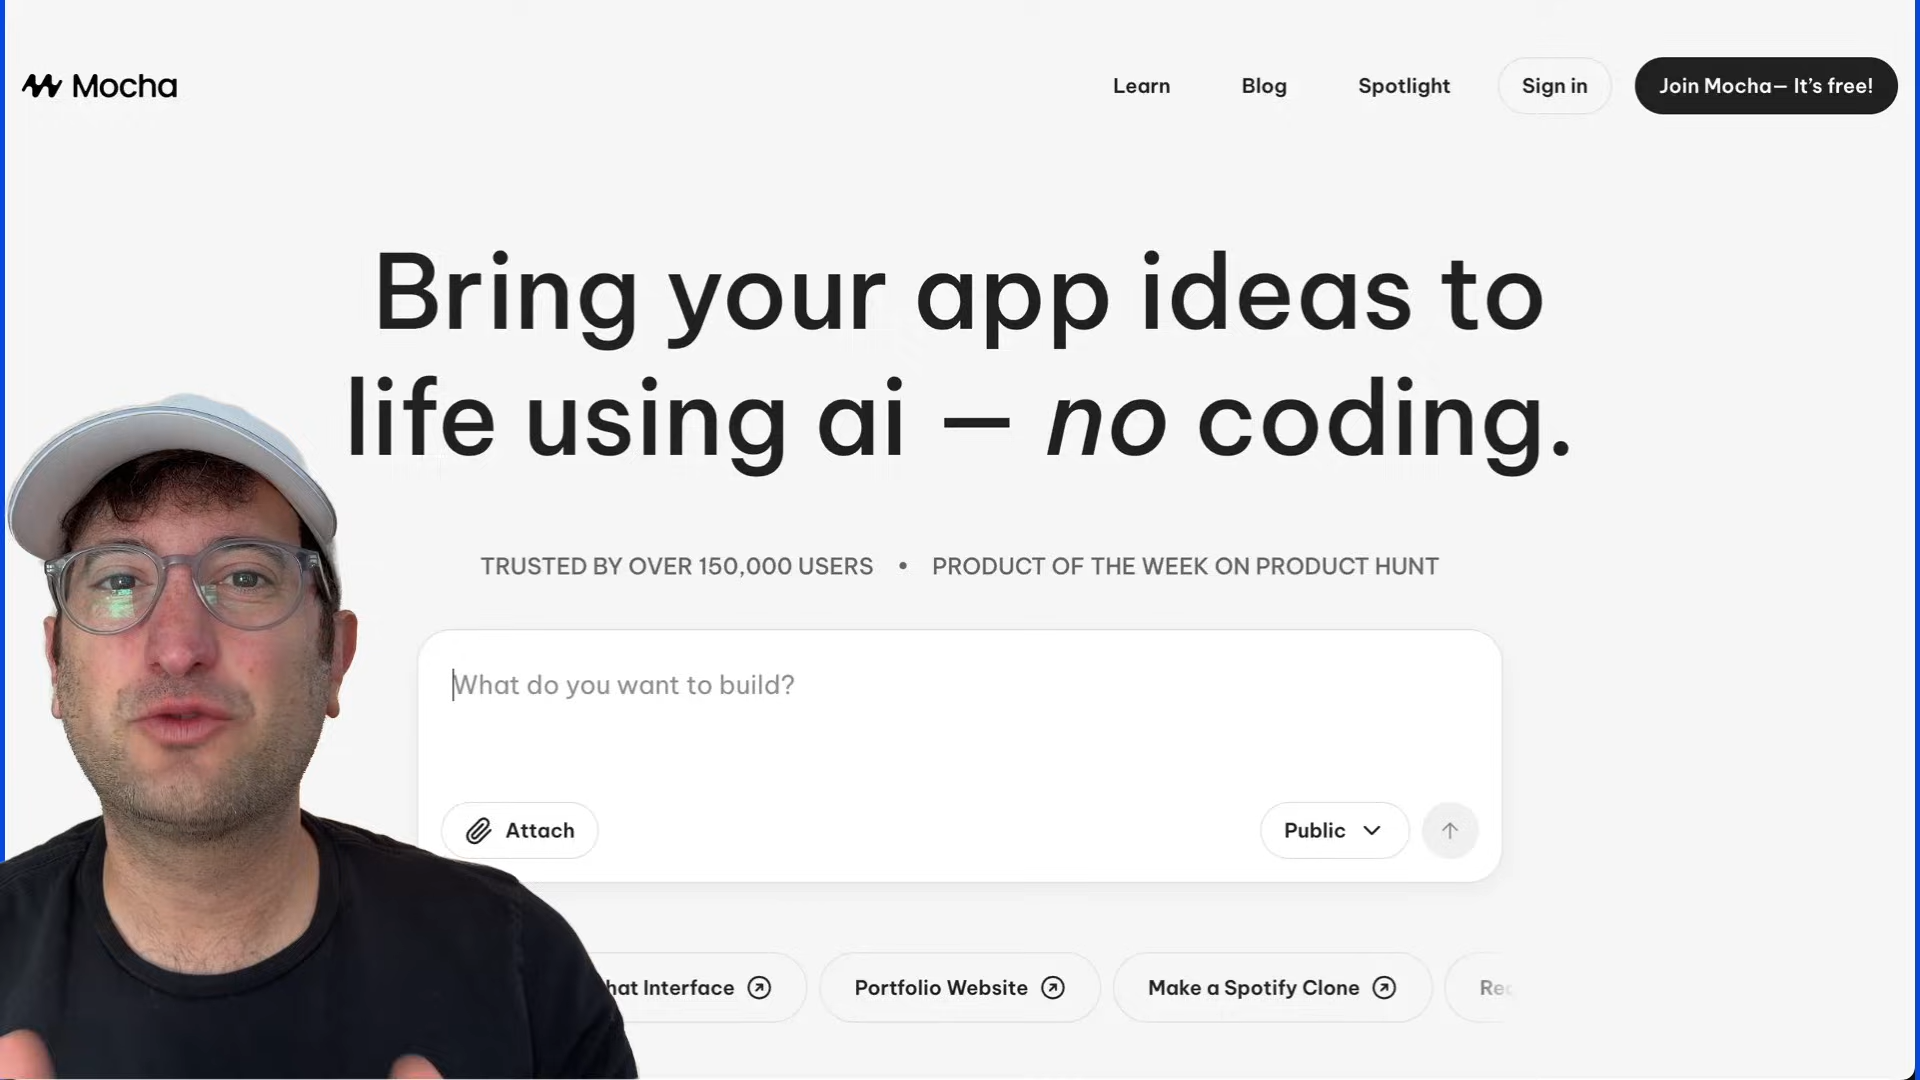 Mocha
Learn
Blog
Spotlight
Sign in
Join Mocha— It's free!
Bring your app ideas to
life using ai — no coding.
TRUSTED BY OVER 150,000 USERS • PRODUCT OF THE WEEK ON PRODUCT HUNT
What do you want to build?
Attach
Public
Interface
Portfolio Website
Make a Spotify Clone